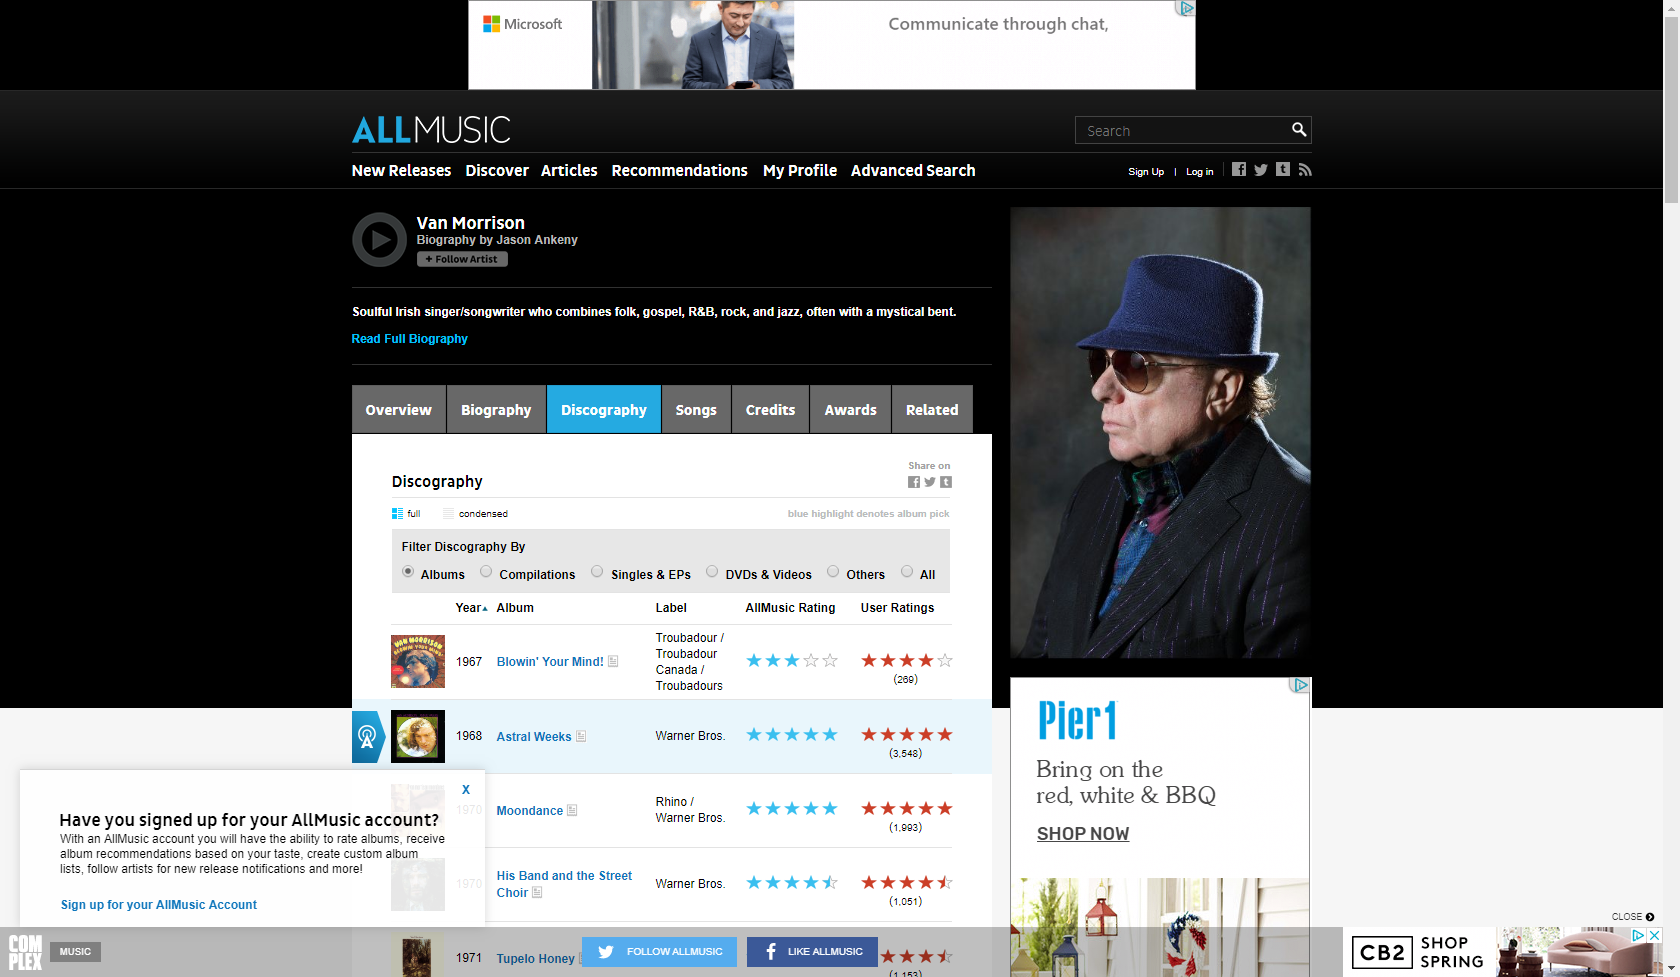 Microsoft
Communicate through chat,
ALLMUSIC
Search
New Releases Discover Articles Recommendations My Profile Advanced Search
Sign Up | Log in
Van Morrison
Biography by Jason Ankeny
+ Follow Artist
Soulful Irish singer/songwriter who combines folk, gospel, R&B, rock, and jazz, often with a mystical bent.
Read Full Biography
Overview Biography Discography Songs Credits Awards Related
Share on
Discography
full condensed blue highlight denotes album pick
Filter Discography By
Albums Compilations Singles & EPs DVDs & Videos Others All
Year Album Label AllMusic Rating User Ratings
VAN MORRISON
BLOWIN' YOUR MIND!
1967 Blowin' Your Mind!
Troubadour /
Troubadour
Canada /
Troubadours
(269)
1968 Astral Weeks Warner Bros.
(3,548)
1970 Moondance
Rhino /
Warner Bros.
(1,993)
1970
His Band and the Street
Choir
Warner Bros.
(1,051)
1971 Tupelo Honey
(1,153)
X
Have you signed up for your AllMusic account?
With an AllMusic account you will have the ability to rate albums, receive
album recommendations based on your taste, create custom album
lists, follow artists for new release notifications and more!
Sign up for your AllMusic Account
Pier1
Bring on the
red, white & BBQ
SHOP NOW
CLOSE
COM
PLEX
MUSIC
FOLLOW ALLMUSIC
LIKE ALLMUSIC
CB2
SHOP
SPRING